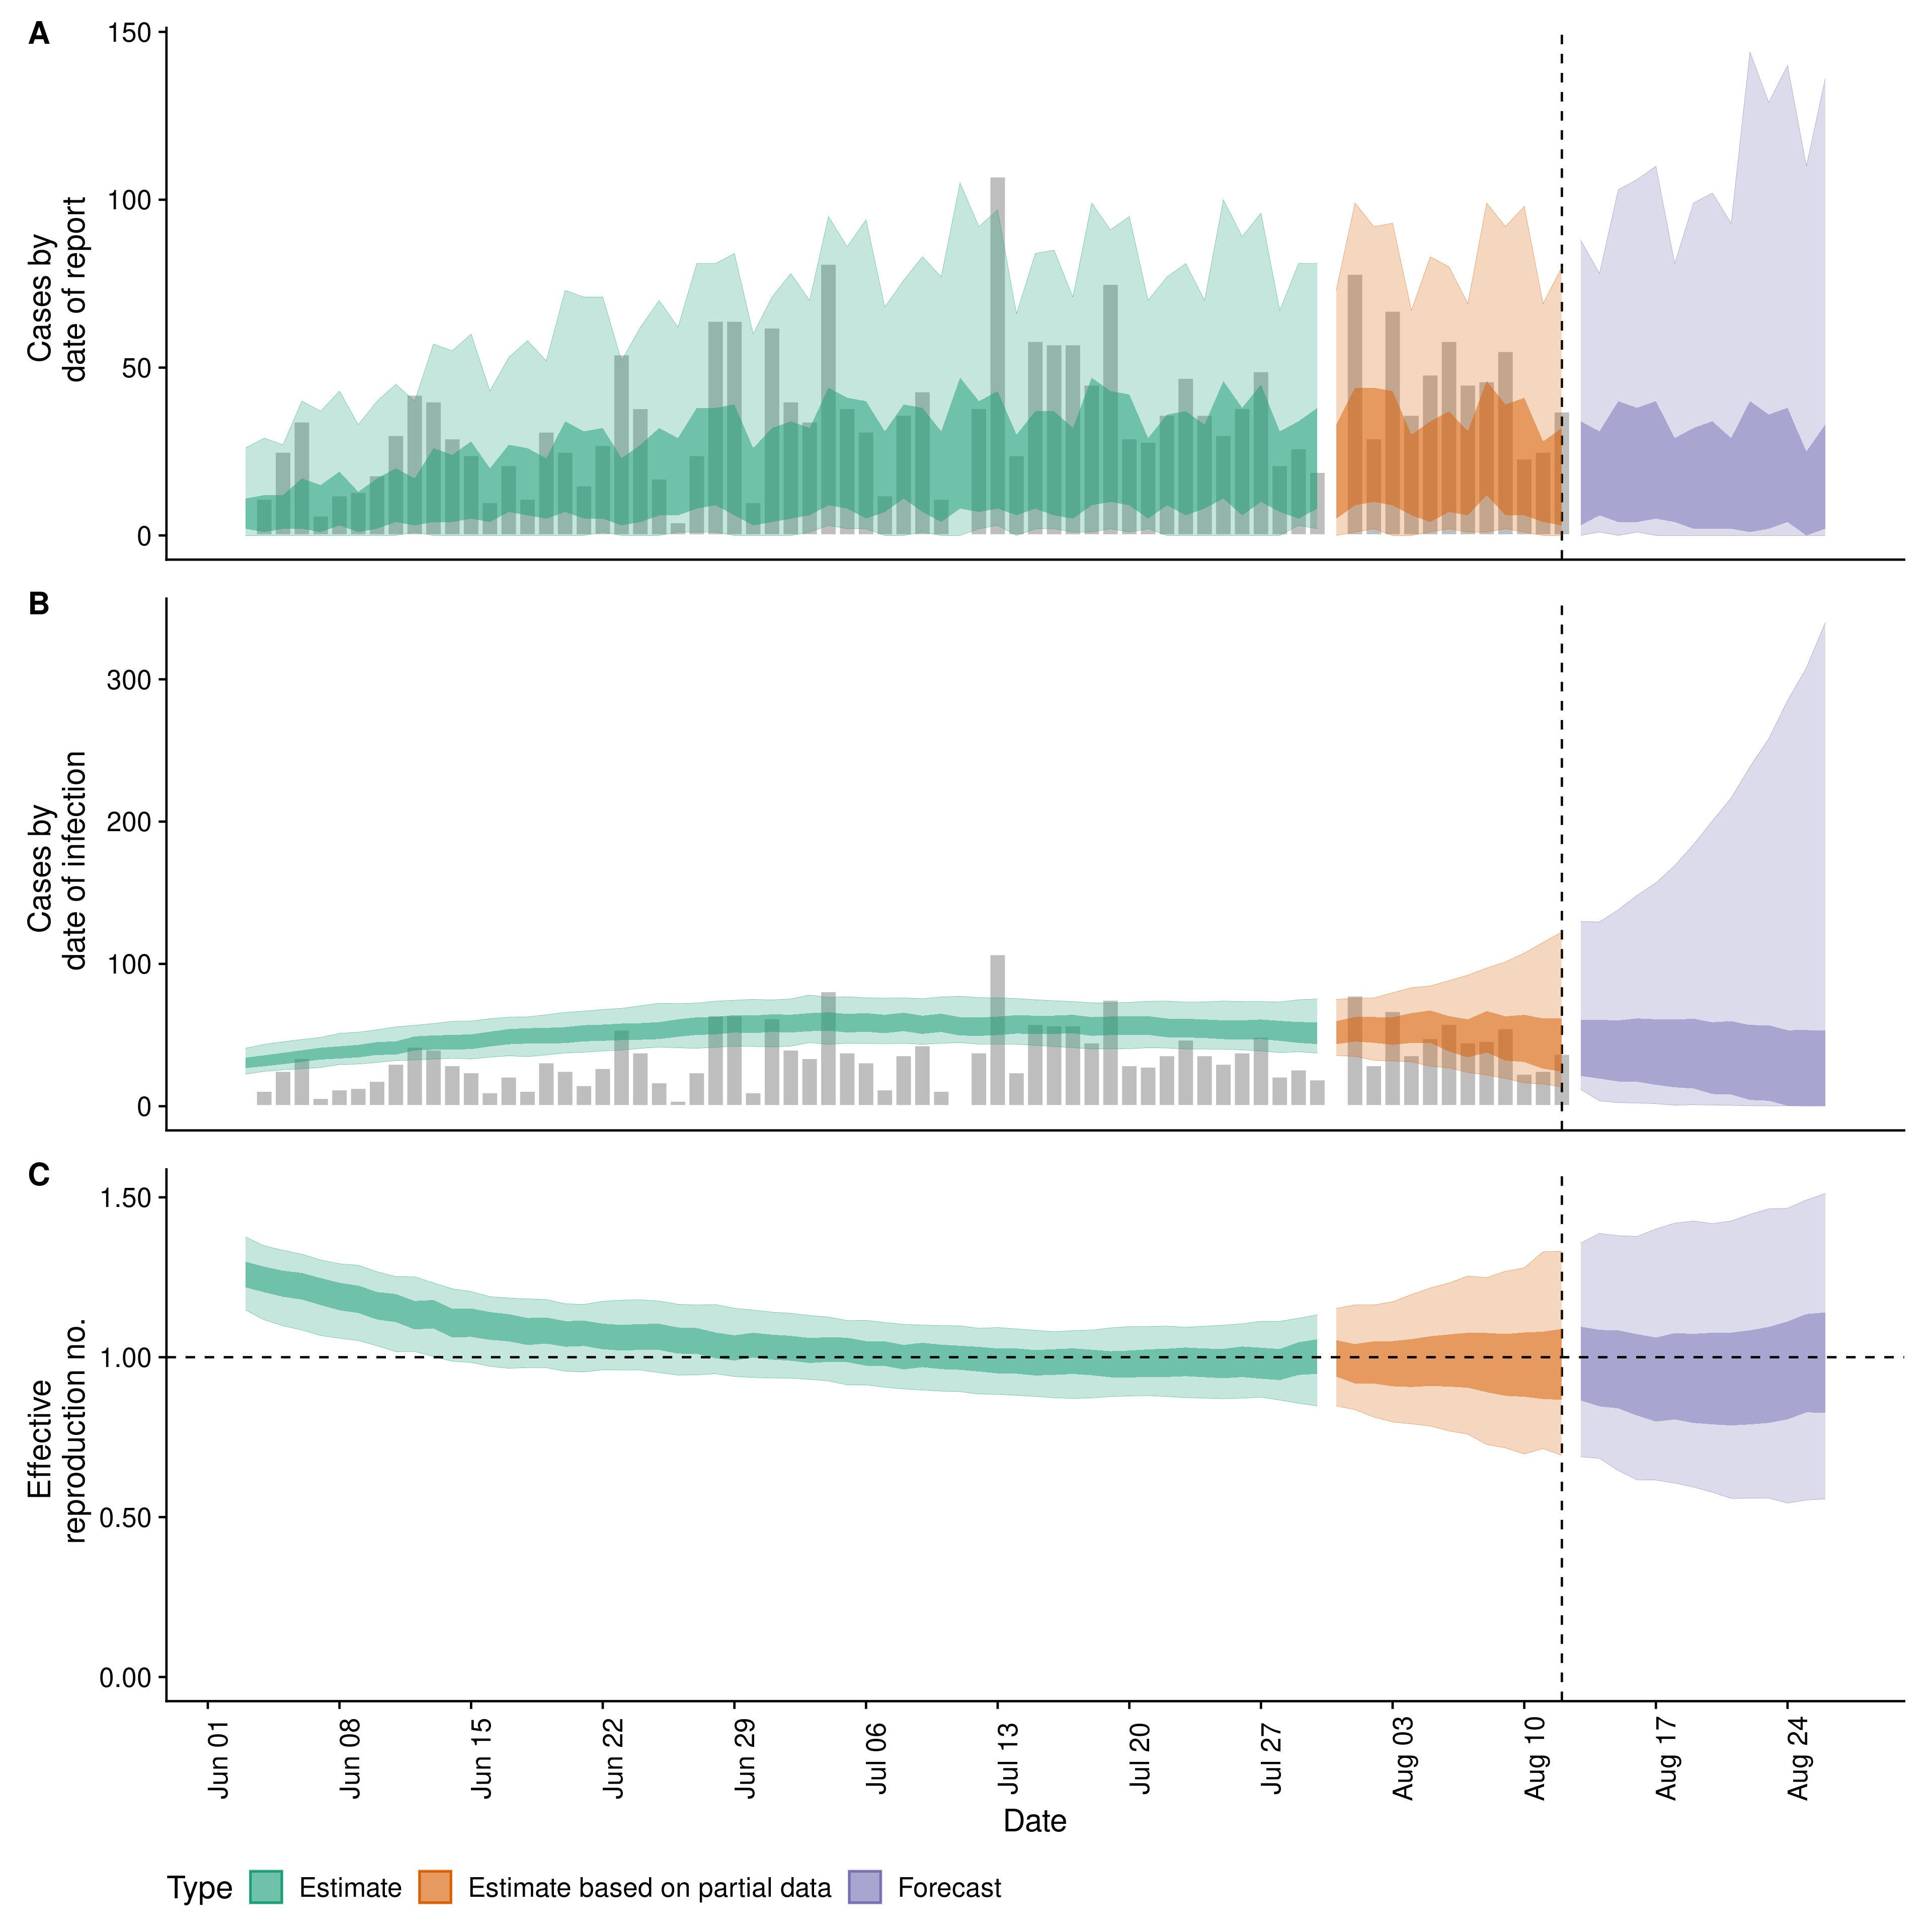 A
150
100
50
0
Cases by
date of report
B
300
200
100
0
Cases by
date of infection
C
1.50
1.00
0.50
0.00
Effective
reproduction no.
Jun 01
Jun 08
Jun 15
Jun 22
Jun 29
Jul 06
Jul 13
Jul 20
Jul 27
Aug 03
Aug 10
Aug 17
Aug 24
Date
Type Estimate Estimate based on partial data Forecast